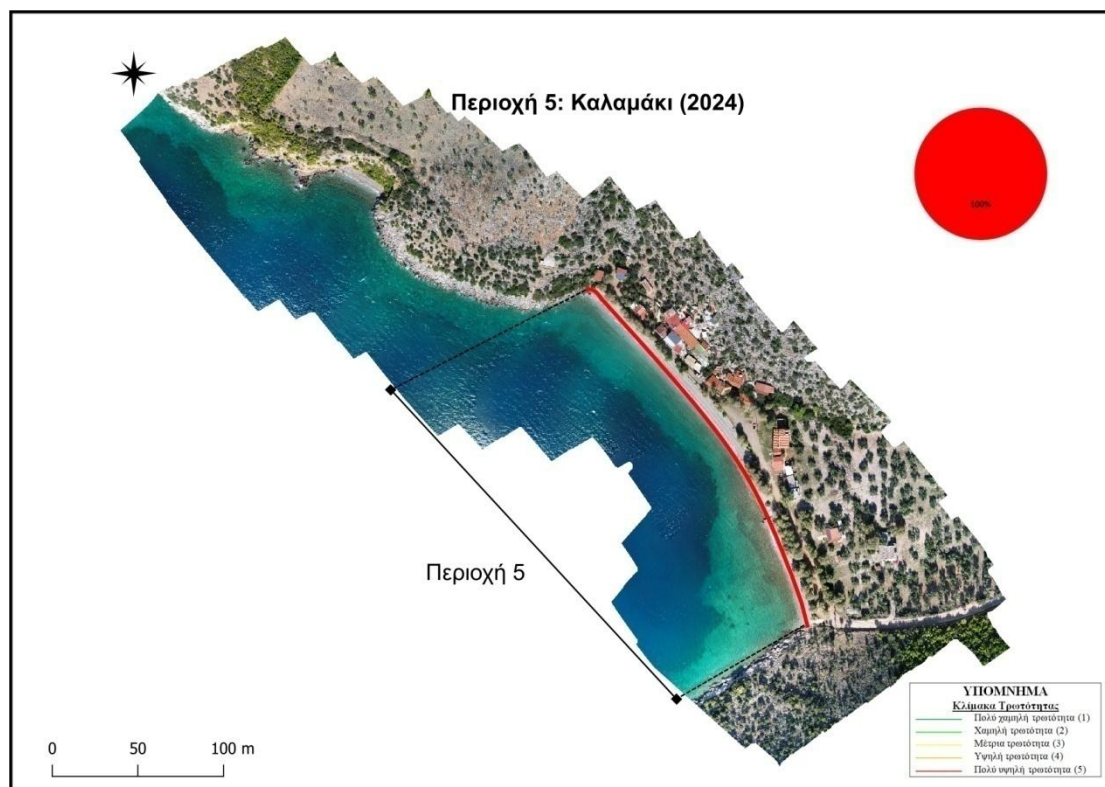 Περιοχή 5: Καλαμάκι (2024)
100%
Περιοχή 5
0 50 100 m
ΥΠΟΜΝΗΜΑ
Κλίμακα Τρωτότητας
Πολύ χαμηλή τρωτότητα (1)
Χαμηλή τρωτότητα (2)
Μέτρια τρωτότητα (3)
Υψηλή τρωτότητα (4)
Πολύ υψηλή τρωτότητα (5)